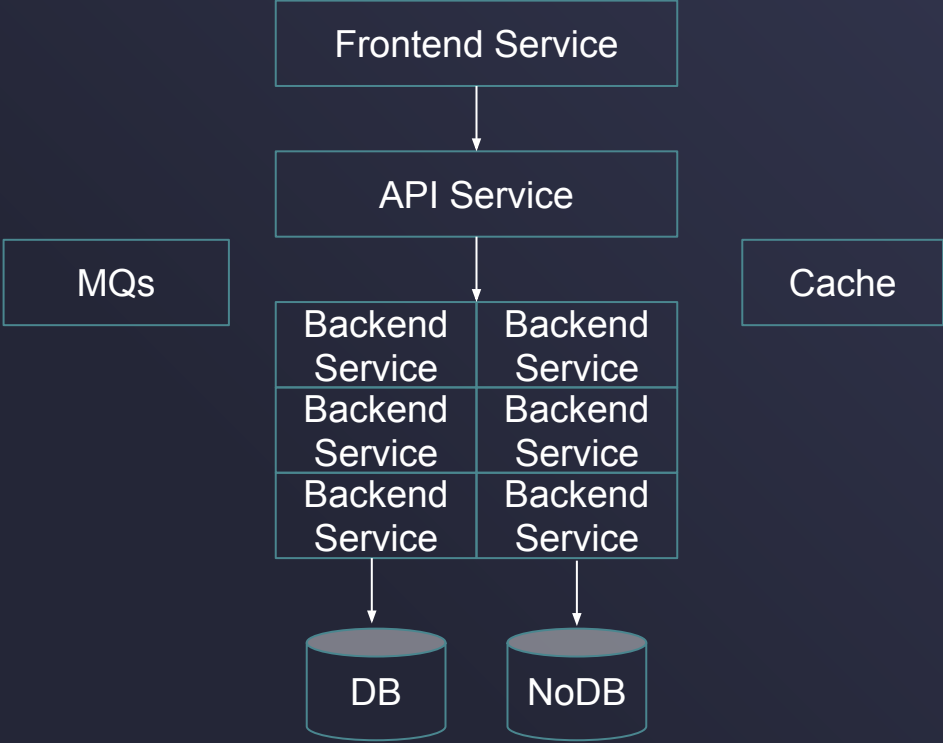 Frontend Service
API Service
MQs
Cache
Backend
Service
Backend
Service
Backend
Service
Backend
Service
Backend
Service
Backend
Service
DB
NoDB